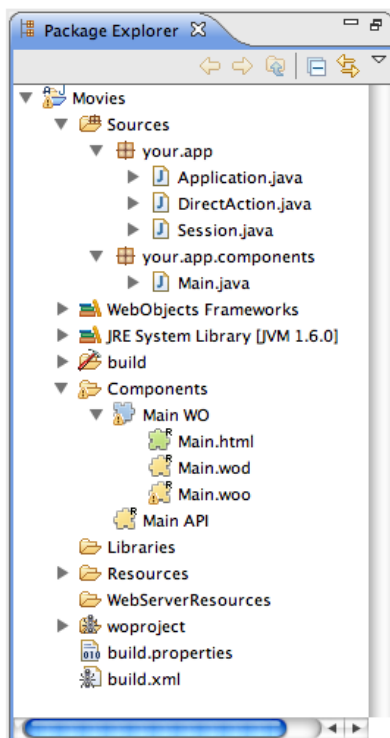 Package Explorer
Movies
Sources
your.app
Application.java
DirectAction.java
Session.java
your.app.components
Main.java
WebObjects Frameworks
JRE System Library [JVM 1.6.0]
build
Components
Main WO
Main.html
Main.wod
Main.woo
Main API
Libraries
Resources
WebServerResources
woproject
build.properties
build.xml